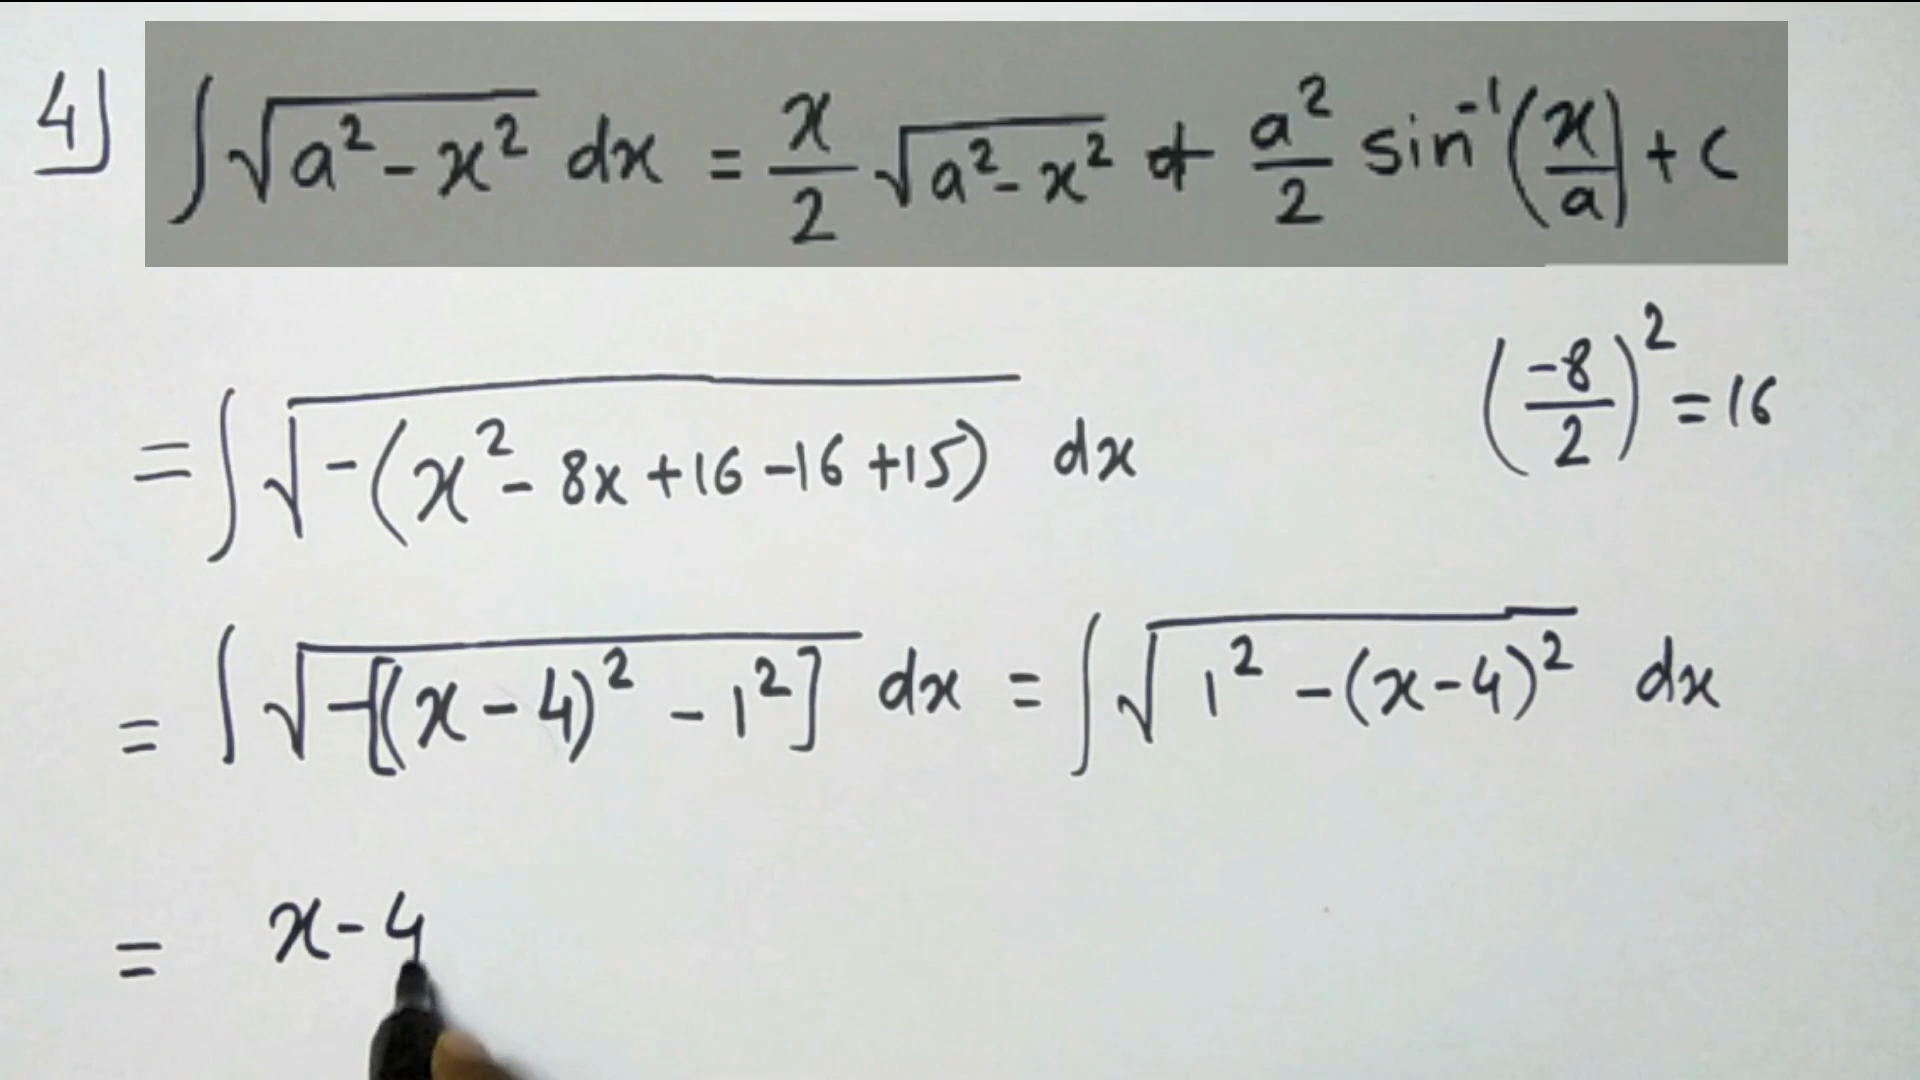 4) ∫√(a² - x²) dx = x/2 √(a² - x²) + a²/2 sin⁻¹(x/a) + c
= ∫√(-(x² - 8x + 16 - 16 + 15)) dx
(-8/2)² = 16
= ∫√(-[(x - 4)² - 1²]) dx = ∫√(1² - (x - 4)²) dx
= x - 4